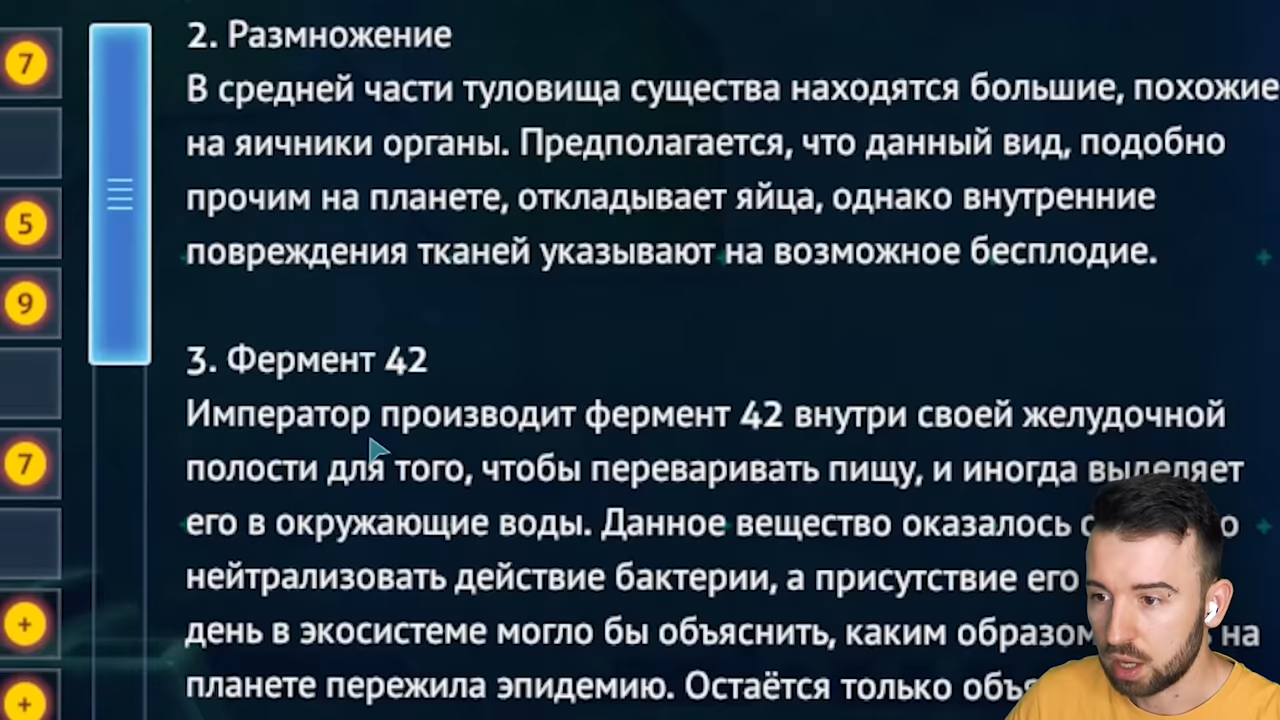 7
5
9
7
+
+
2. Размножение
В средней части туловища существа находятся большие, похожие
на яичники органы. Предполагается, что данный вид, подобно
прочим на планете, откладывает яйца, однако внутренние
повреждения тканей указывают на возможное бесплодие.
3. Фермент 42
Император производит фермент 42 внутри своей желудочной
полости для того, чтобы переваривать пищу, и иногда выделяет
его в окружающие воды. Данное вещество оказалось
нейтрализовать действие бактерии, а присутствие его
день в экосистеме могло бы объяснить, каким образом на
планете пережила эпидемию. Остаётся только